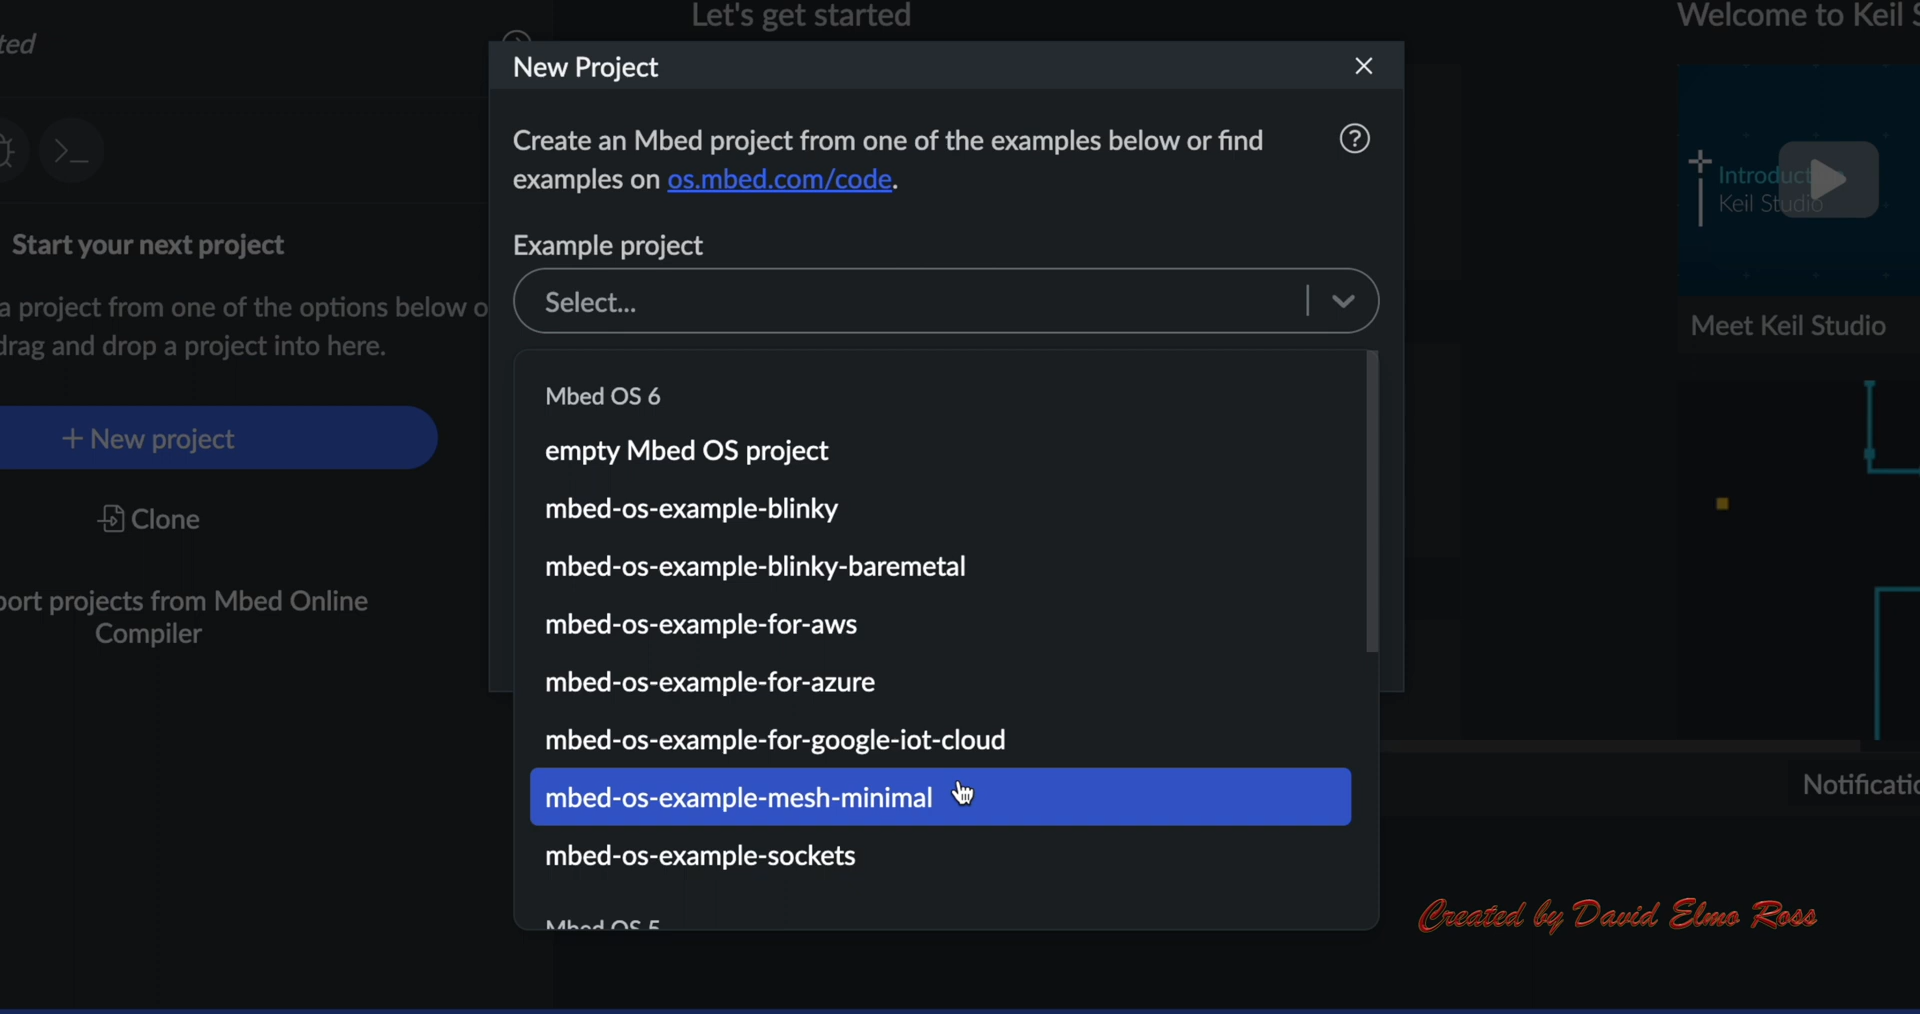 Let's get started
Welcome to Keil
ted
New Project
Create an Mbed project from one of the examples below or find
examples on os.mbed.com/code.
Example project
Select...
Mbed OS 6
empty Mbed OS project
mbed-os-example-blinky
mbed-os-example-blinky-baremetal
mbed-os-example-for-aws
mbed-os-example-for-azure
mbed-os-example-for-google-iot-cloud
mbed-os-example-mesh-minimal
mbed-os-example-sockets
Mbed OS 5
Start your next project
a project from one of the options below o
drag and drop a project into here.
+ New project
Clone
port projects from Mbed Online
Compiler
Introduct
Keil Studio
Meet Keil Studio
Notificatio
Created by David Elmo Ross